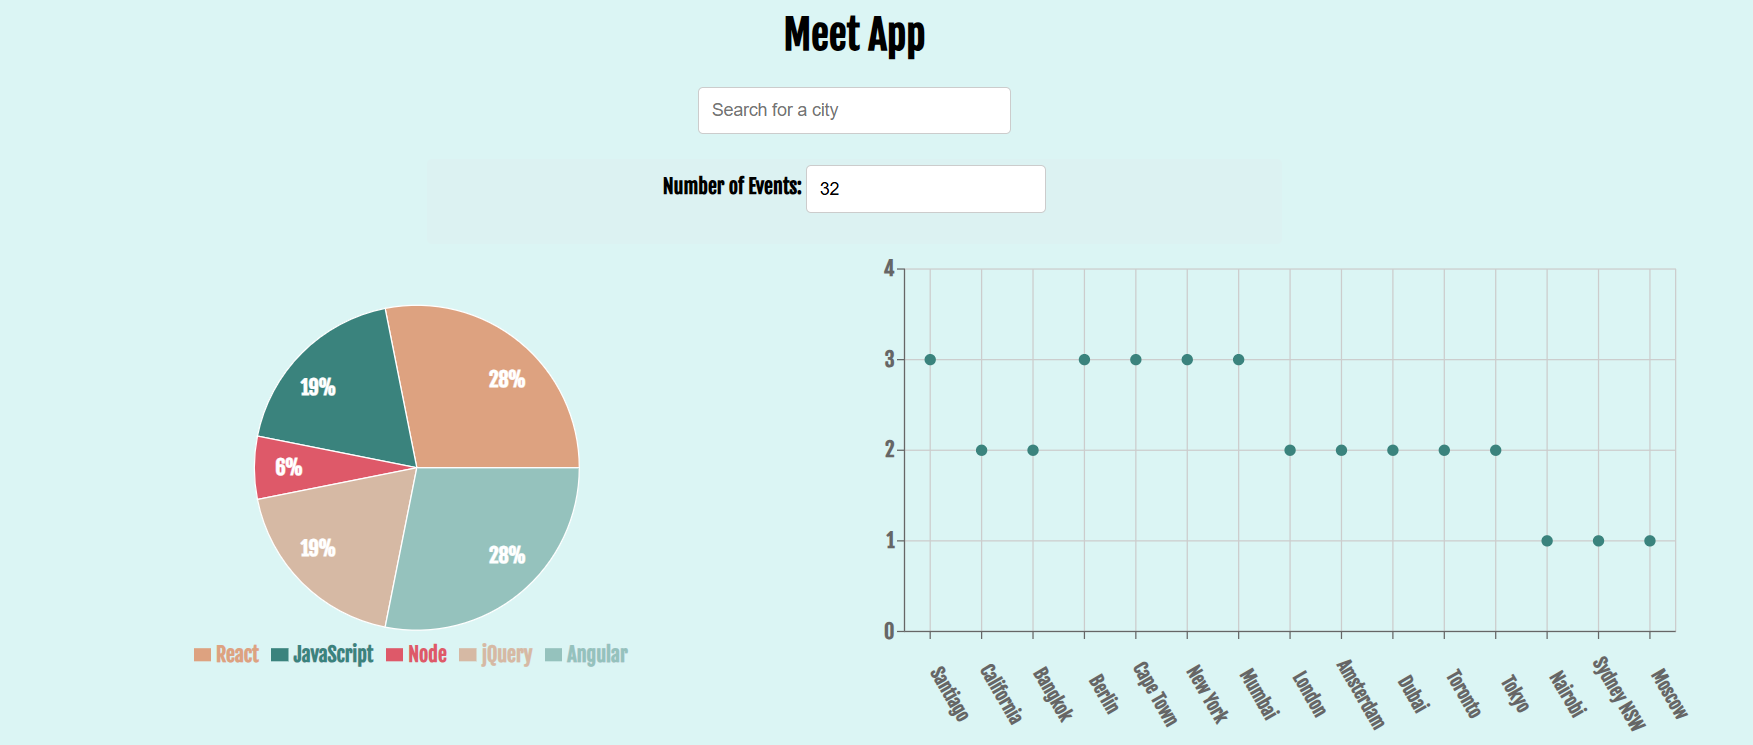 Meet App
Search for a city
Number of Events: 32
28%
19%
6%
19%
28%
React JavaScript Node jQuery Angular
4
3
2
1
0
Santiago California Bangkok Berlin Cape Town New York Mumbai London Amsterdam Dubai Toronto Tokyo Nairobi Sydney NSW Moscow